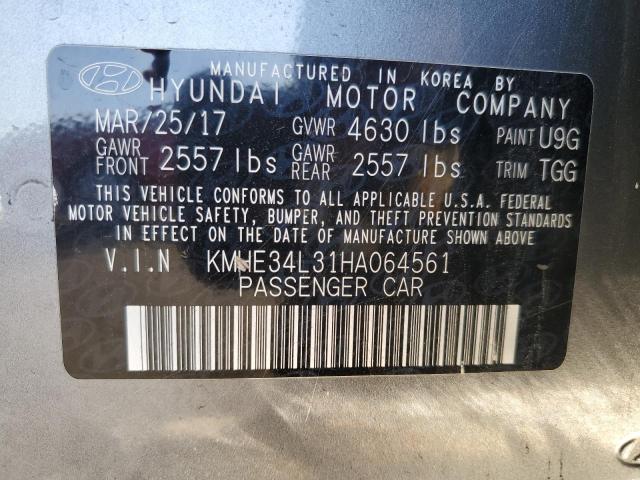 MANUFACTURED IN KOREA BY
HYUNDAI MOTOR COMPANY
MAR/25/17 GVWR 4630 lbs PAINT U9G
GAWR FRONT 2557 lbs GAWR REAR 2557 lbs TRIM TGG
THIS VEHICLE CONFORMS TO ALL APPLICABLE U.S.A. FEDERAL
MOTOR VEHICLE SAFETY, BUMPER, AND THEFT PREVENTION STANDARDS
IN EFFECT ON THE DATE OF MANUFACTURE SHOWN ABOVE.
V.I.N KMHE34L31HA064561
PASSENGER CAR